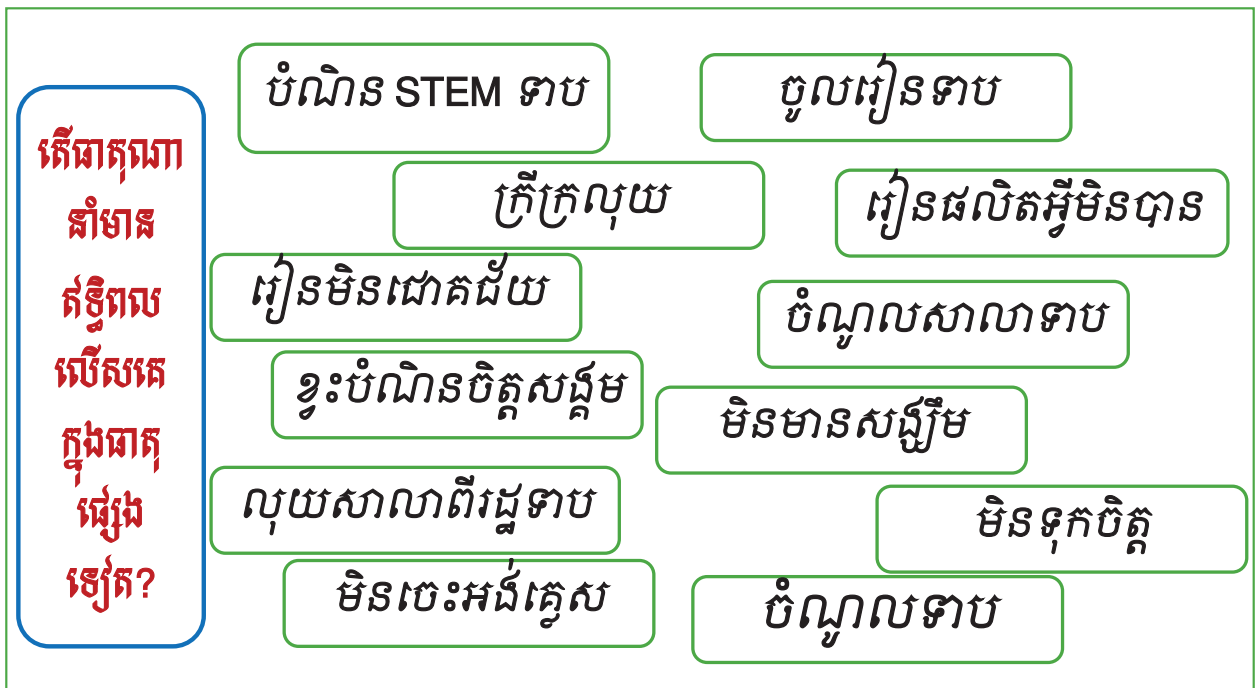 តើធាតុណា
នាំមាន
ឥទ្ធិពល
លើសគេ
ក្នុងធាតុ
ផ្សេង
ទៀត?
បំណិន STEM ទាប
ចូលរៀនទាប
ក្រីក្រលុយ
រៀនផលិតអ្វីមិនបាន
រៀនមិនជោគជ័យ
ចំណូលសាលាទាប
ខ្វះបំណិនចិត្តសង្គម
មិនមានសង្ឃឹម
លុយសាលាពីរដ្ឋទាប
មិនទុកចិត្ត
មិនចេះអង់គ្លេស
ចំណូលទាប